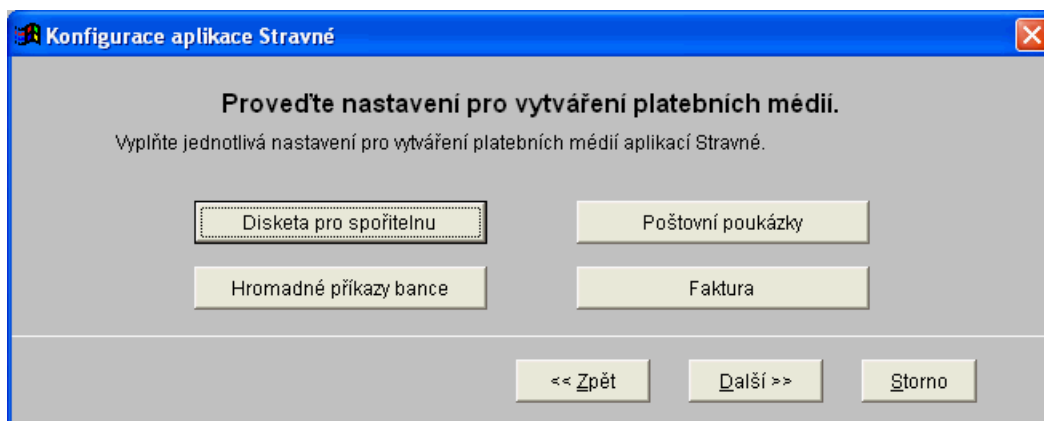 Konfigurace aplikace Stravné
Proveďte nastavení pro vytváření platebních médií.
Vyplňte jednotlivá nastavení pro vytváření platebních médií aplikací Stravné.
Disketa pro spořitelnu
Poštovní poukázky
Hromadné příkazy bance
Faktura
<< Zpět
Další >>
Storno